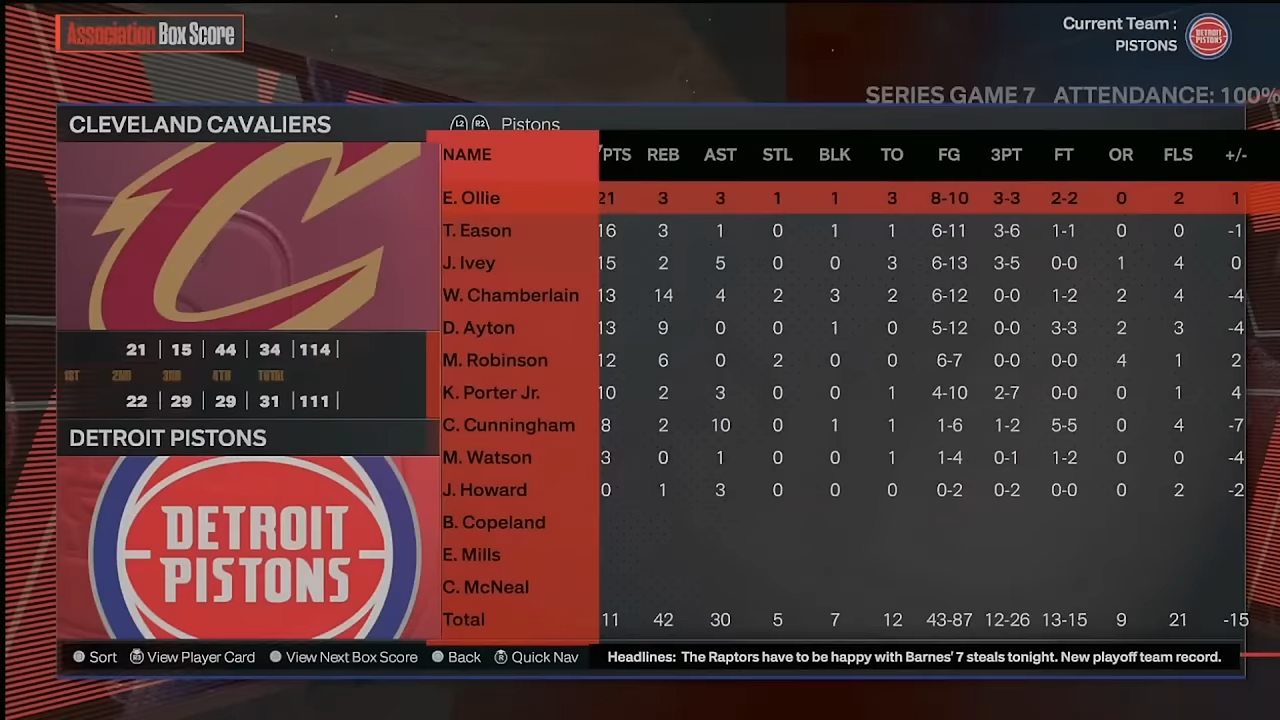 Association Box Score
Current Team :
PISTONS
DETROIT
PISTONS
SERIES GAME 7 ATTENDANCE: 100%
CLEVELAND CAVALIERS
L2 R2 Pistons
NAME PTS REB AST STL BLK TO FG 3PT FT OR FLS +/-
E. Ollie 21 3 3 1 1 3 8-10 3-3 2-2 0 2 1
T. Eason 16 3 1 0 1 1 6-11 3-6 1-1 0 0 -1
J. Ivey 15 2 5 0 0 3 6-13 3-5 0-0 1 4 0
W. Chamberlain 13 14 4 2 3 2 6-12 0-0 1-2 2 4 -4
D. Ayton 13 9 0 0 1 0 5-12 0-0 3-3 2 3 -4
M. Robinson 12 6 0 2 0 0 6-7 0-0 0-0 4 1 2
K. Porter Jr. 10 2 3 0 0 1 4-10 2-7 0-0 0 1 4
C. Cunningham 8 2 10 0 1 1 1-6 1-2 5-5 0 4 -7
M. Watson 3 0 1 0 0 1 1-4 0-1 1-2 0 0 -4
J. Howard 0 1 3 0 0 0 0-2 0-2 0-0 0 2 -2
B. Copeland
E. Mills
C. McNeal
Total 11 42 30 5 7 12 43-87 12-26 13-15 9 21 -15
21 | 15 | 44 | 34 | 114 |
1ST 2ND 3RD 4TH TOTAL
22 | 29 | 29 | 31 | 111 |
DETROIT PISTONS
DETROIT
PISTONS
Sort R3 View Player Card View Next Box Score Back R Quick Nav
Headlines: The Raptors have to be happy with Barnes' 7 steals tonight. New playoff team record.